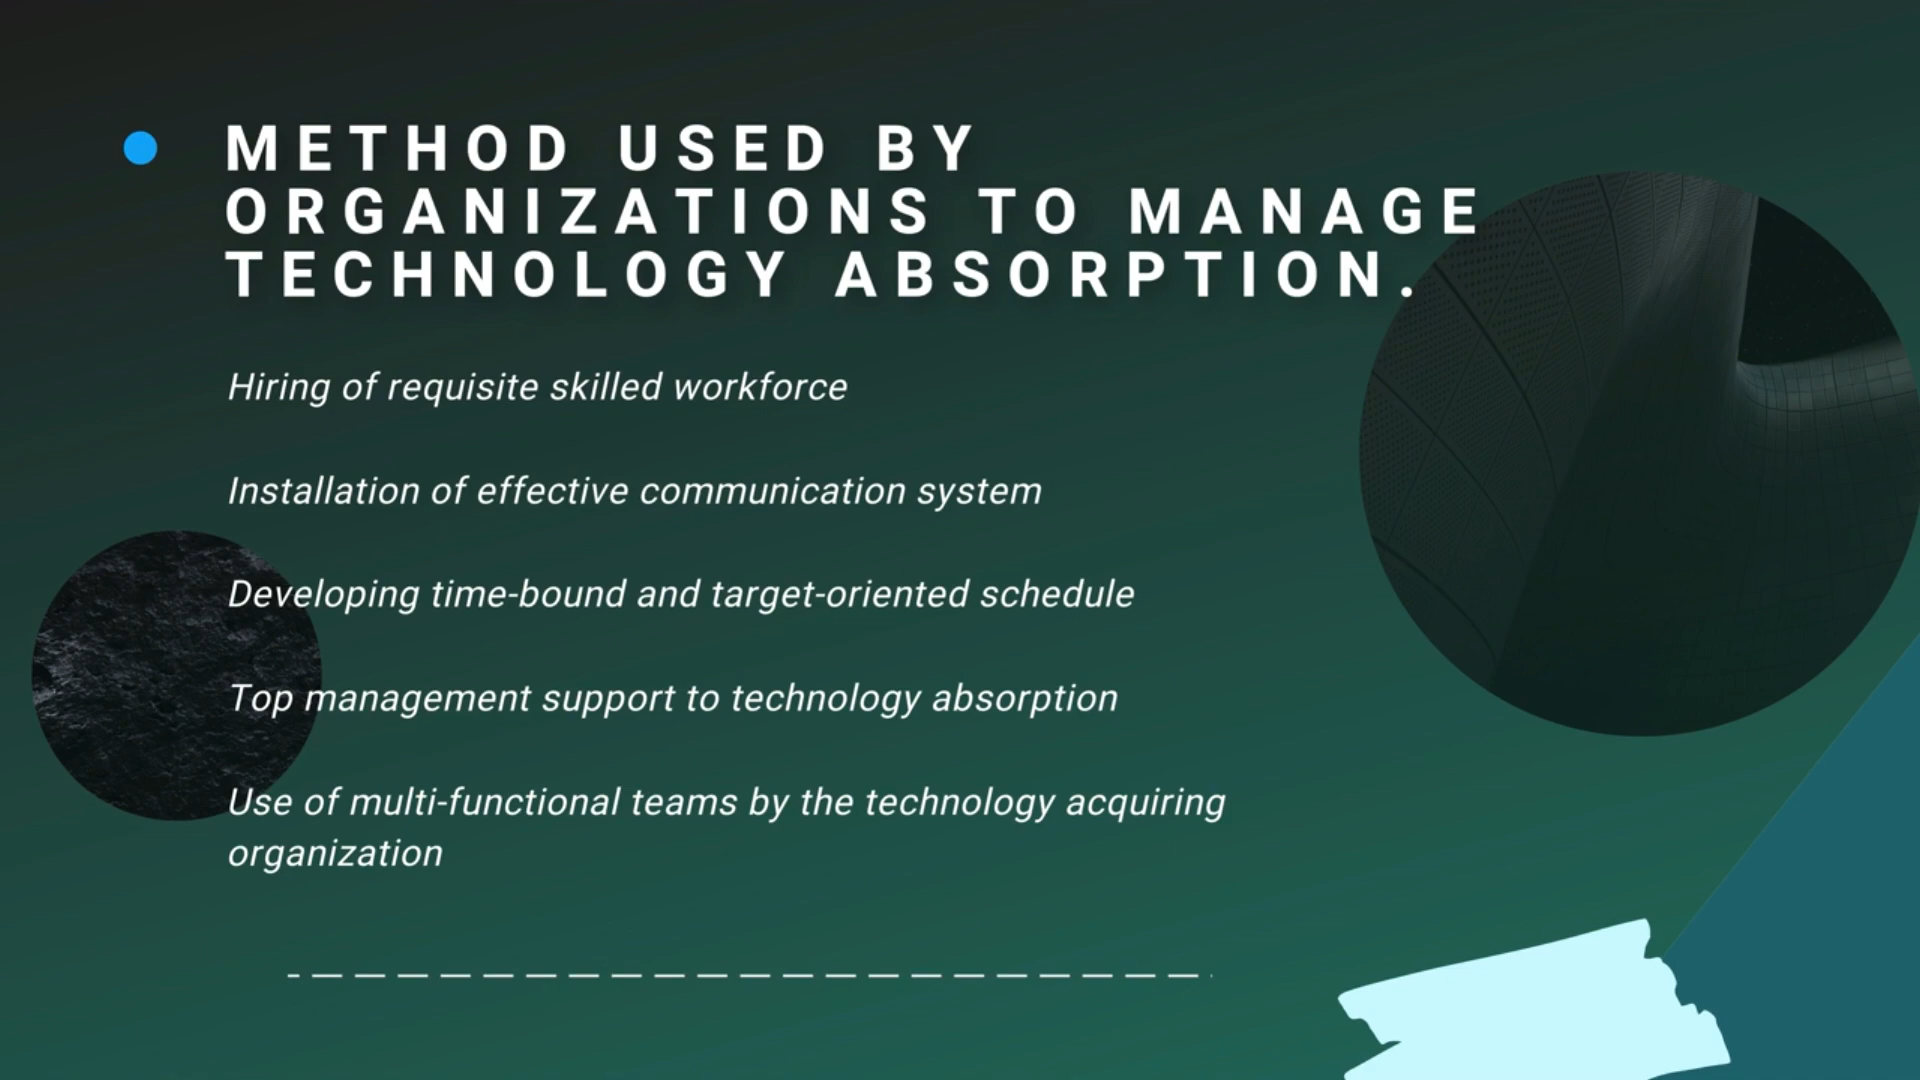 METHOD USED BY
ORGANIZATIONS TO MANAGE
TECHNOLOGY ABSORPTION.
Hiring of requisite skilled workforce
Installation of effective communication system
Developing time-bound and target-oriented schedule
Top management support to technology absorption
Use of multi-functional teams by the technology acquiring
organization